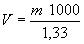 V = m 1000 / 1,33